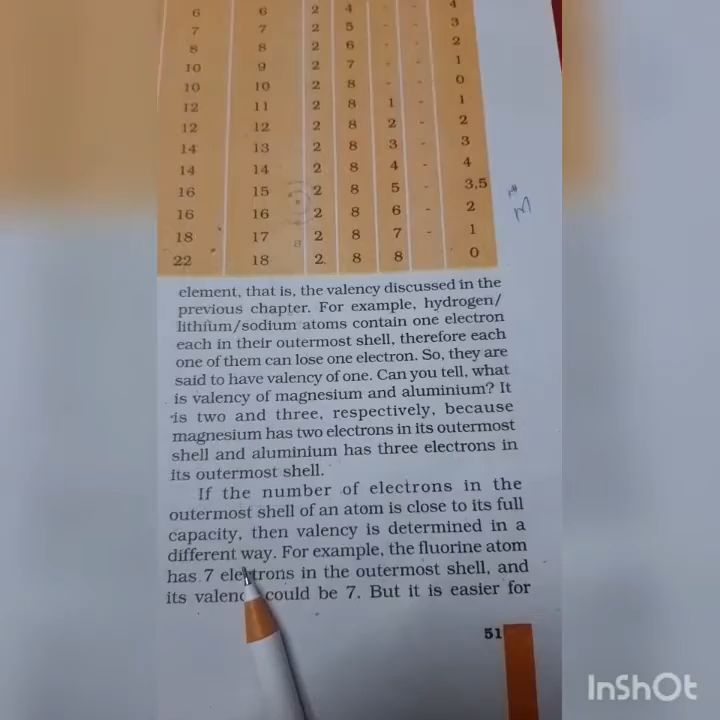 6 6 2 4 - - 4
7 7 2 5 - - 3
8 8 2 6 - - 2
10 9 2 7 - - 1
10 10 2 8 - - 0
12 11 2 8 1 - 1
12 12 2 8 2 - 2
14 13 2 8 3 - 3
14 14 2 8 4 - 4
16 15 2 8 5 - 3,5
16 16 2 8 6 - 2
18 17 2 8 7 - 1
22 18 2 8 8 0
element, that is, the valency discussed in the
previous chapter. For example, hydrogen/
lithium/sodium atoms contain one electron
each in their outermost shell, therefore each
one of them can lose one electron. So, they are
said to have valency of one. Can you tell, what
is valency of magnesium and aluminium? It
is two and three, respectively, because
magnesium has two electrons in its outermost
shell and aluminium has three electrons in
its outermost shell.
If the number of electrons in the
outermost shell of an atom is close to its full
capacity, then valency is determined in a
different way. For example, the fluorine atom
has 7 electrons in the outermost shell, and
its valency could be 7. But it is easier for
51
InShOt